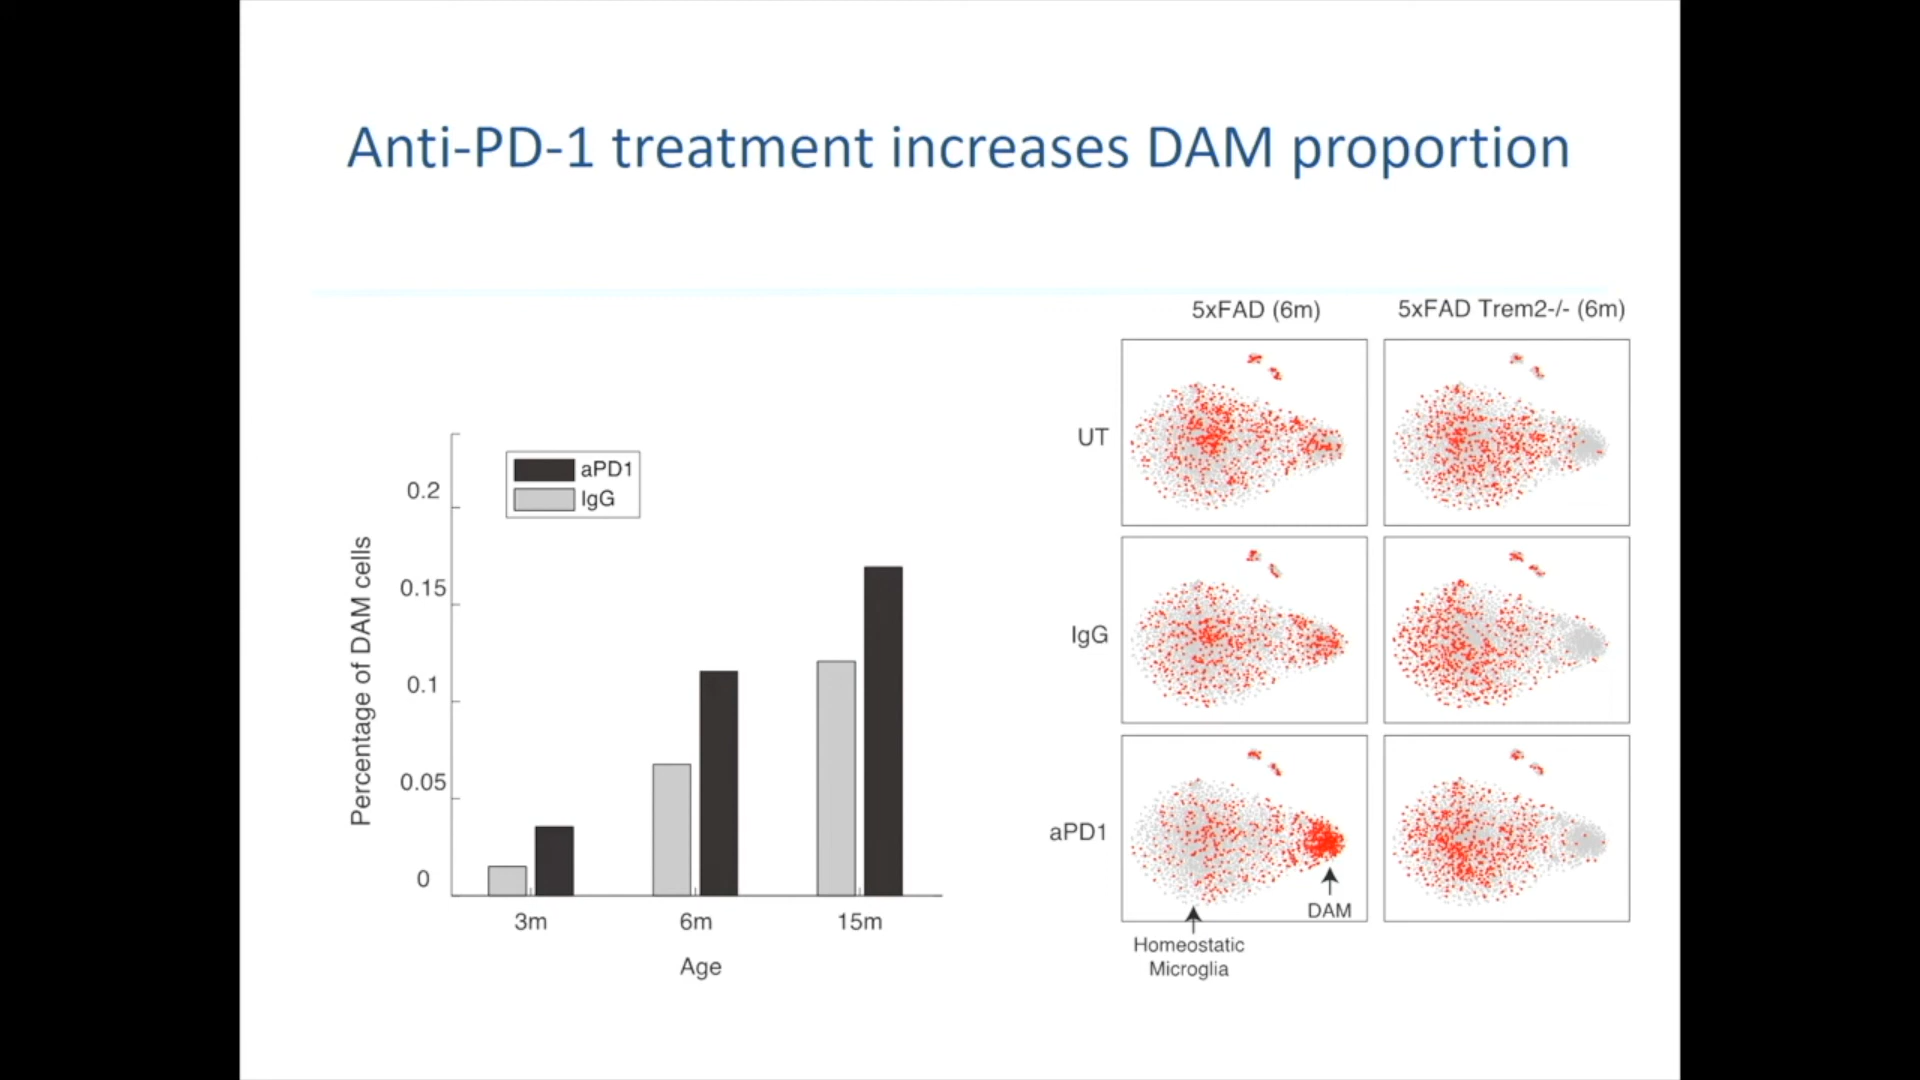 Anti-PD-1 treatment increases DAM proportion
Percentage of DAM cells
0.2
0.15
0.1
0.05
0
aPD1
IgG
3m
6m
15m
Age
5xFAD (6m)
5xFAD Trem2-/- (6m)
UT
IgG
aPD1
DAM
Homeostatic
Microglia